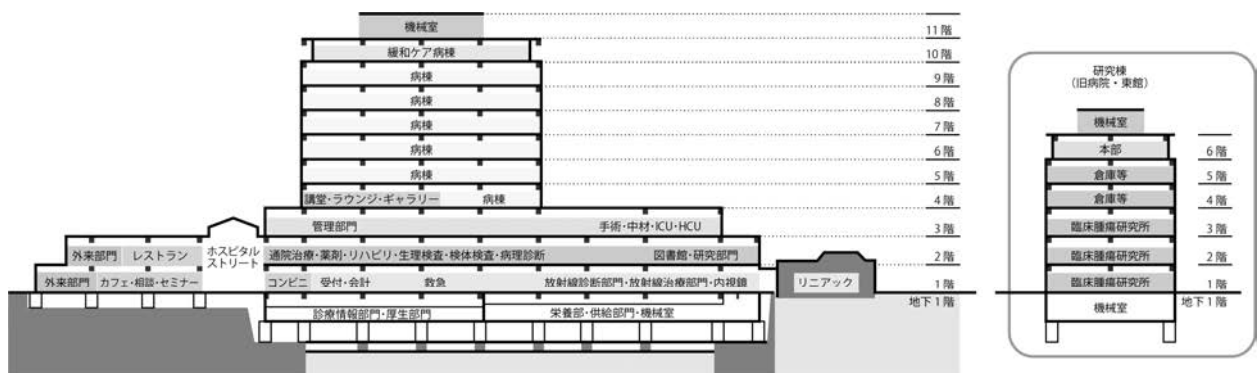 機械室
11 階
緩和ケア病棟
10 階
病棟
9 階
病棟
8 階
病棟
7 階
病棟
6 階
病棟
5 階
講堂・ラウンジ・ギャラリー 病棟
4 階
管理部門 手術・中材・ICU・HCU
3 階
外来部門 レストラン
ホスピタル
ストリート
通院治療・薬剤・リハビリ・生理検査・検体検査・病理診断 図書館・研究部門
2 階
外来部門 カフェ・相談・セミナー
コンビニ 受付・会計 救急 放射線診断部門・放射線治療部門・内視鏡
リニアック
1 階
地下 1 階
診療情報部門・厚生部門 栄養部・供給部門・機械室
研究棟
(旧病院・東館)
機械室
本部 6 階
倉庫等 5 階
倉庫等 4 階
臨床腫瘍研究所 3 階
臨床腫瘍研究所 2 階
臨床腫瘍研究所 1 階
機械室 地下 1 階